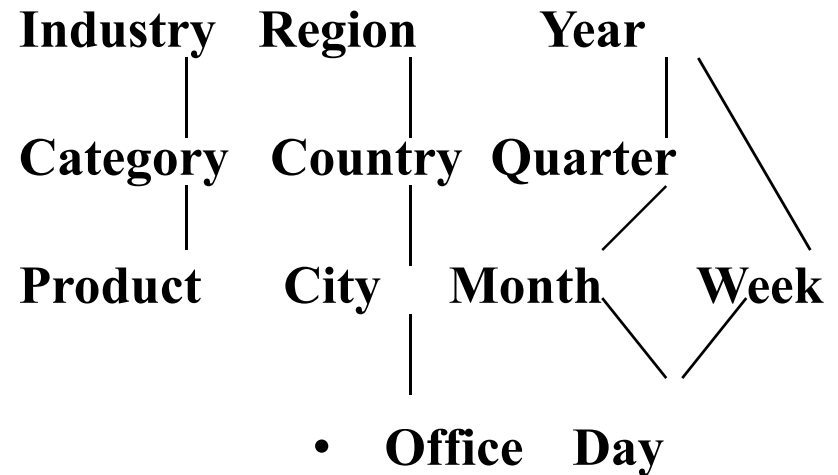 Industry Region Year
Category Country Quarter
Product City Month Week
• Office Day